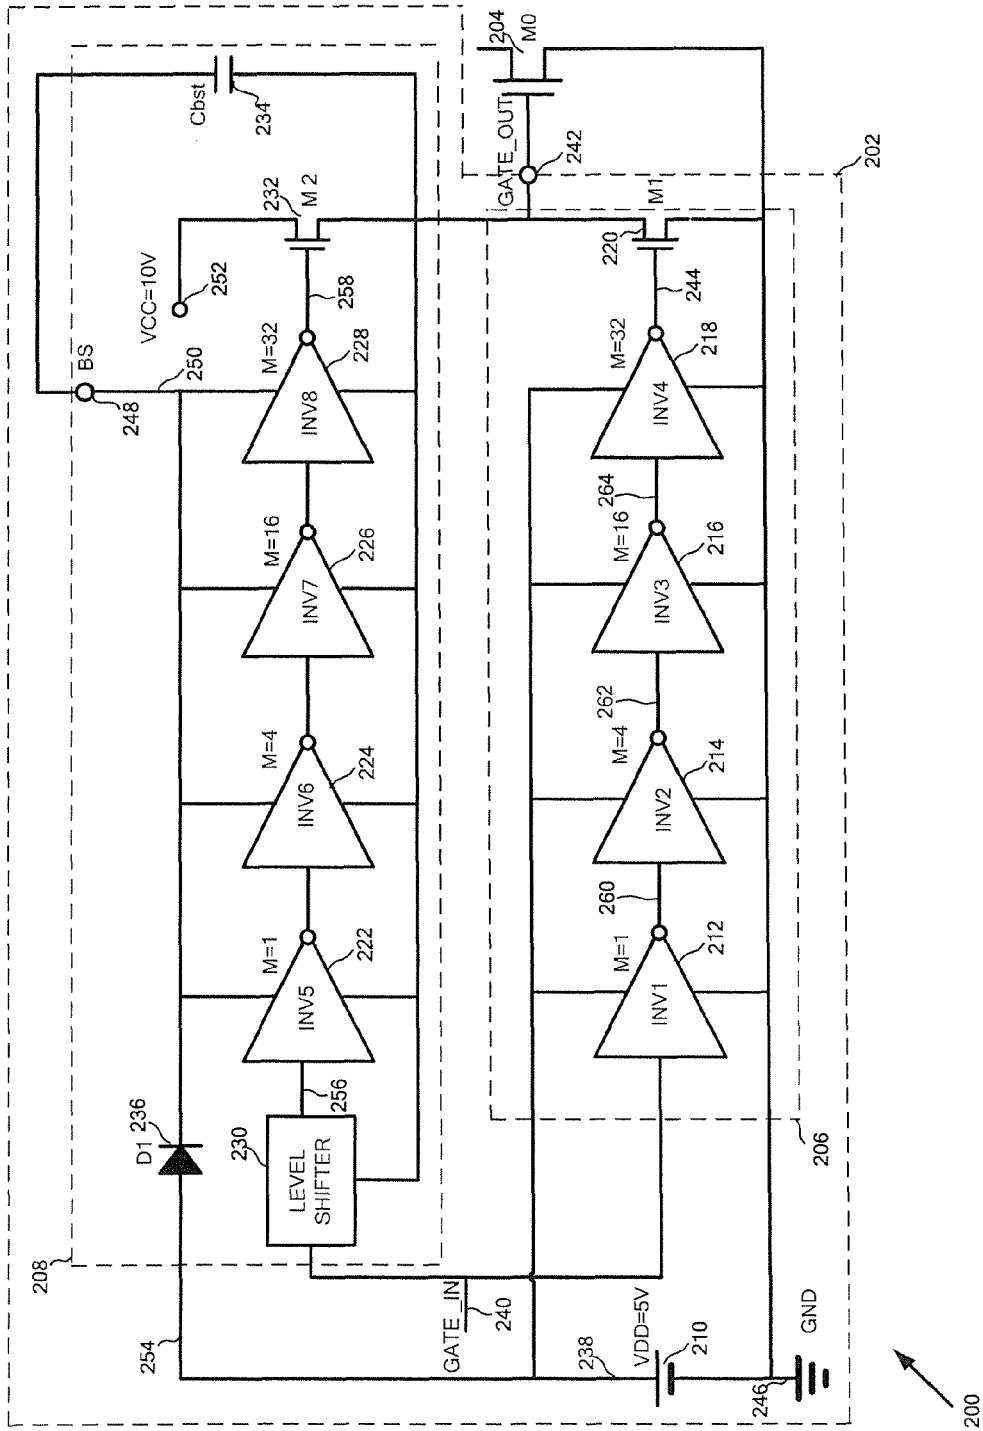 208
254
D1
236
230
LEVEL
SHIFTER
256
INV5
M=1
222
INV6
M=4
224
INV7
M=16
226
INV8
M=32
228
258
BS
248
250
VCC=10V
252
232
M2
Cbst
234
GATE_IN
240
238
VDD=5V
210
246
GND
INV1
M=1
212
260
INV2
M=4
214
262
INV3
M=16
216
264
INV4
M=32
218
244
220
M1
GATE_OUT
242
204
M0
202
206
200